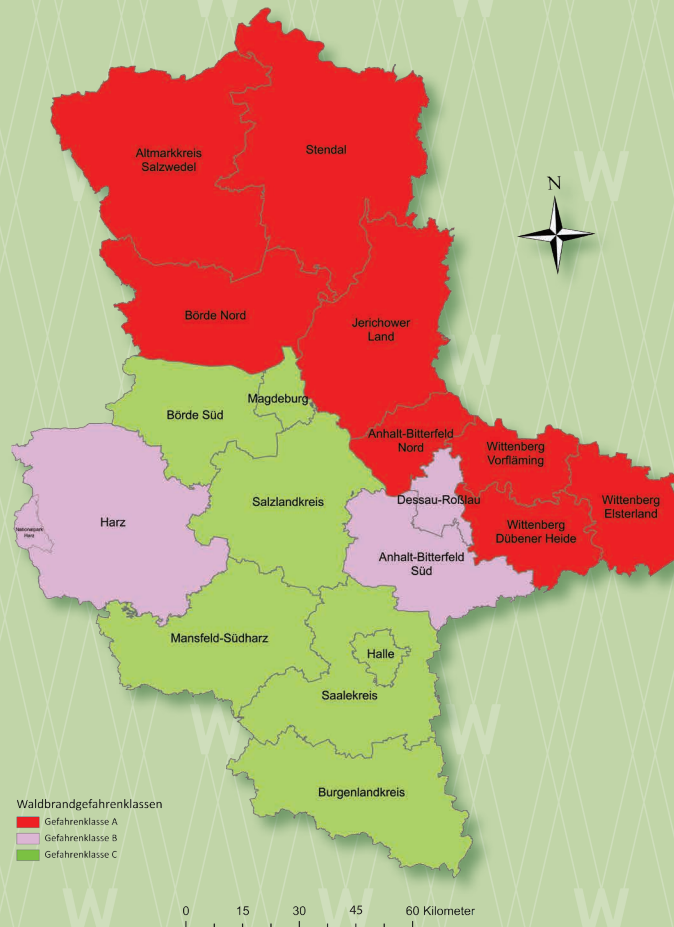 Altmarkkreis
Salzwedel
Stendal
N
W
W
W
Börde Nord
Jerichower
Land
W
Magdeburg
Börde Süd
Anhalt-Bitterfeld
Nord
Wittenberg
Vorfläming
Salzlandkreis
Dessau-Roßlau
Wittenberg
Elsterland
Harz
Nationalpark
Harz
Wittenberg
Dübener Heide
Anhalt-Bitterfeld
Süd
W
Mansfeld-Südharz
Halle
Saalekreis
W
W
Burgenlandkreis
Waldbrandgefahrenklassen
Gefahrenklasse A
Gefahrenklasse B
Gefahrenklasse C
W
W
W
0 15 30 45 60 Kilometer